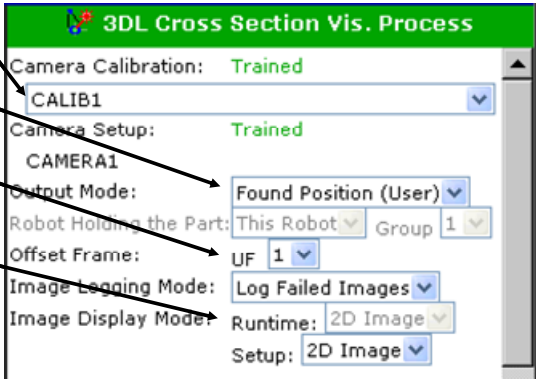 3DL Cross Section Vis. Process
Camera Calibration: Trained
CALIB1
Camera Setup: Trained
CAMERA1
Output Mode: Found Position (User)
Robot Holding the Part: This Robot Group 1
Offset Frame: UF 1
Image Logging Mode: Log Failed Images
Image Display Mode: Runtime: 2D Image
Setup: 2D Image